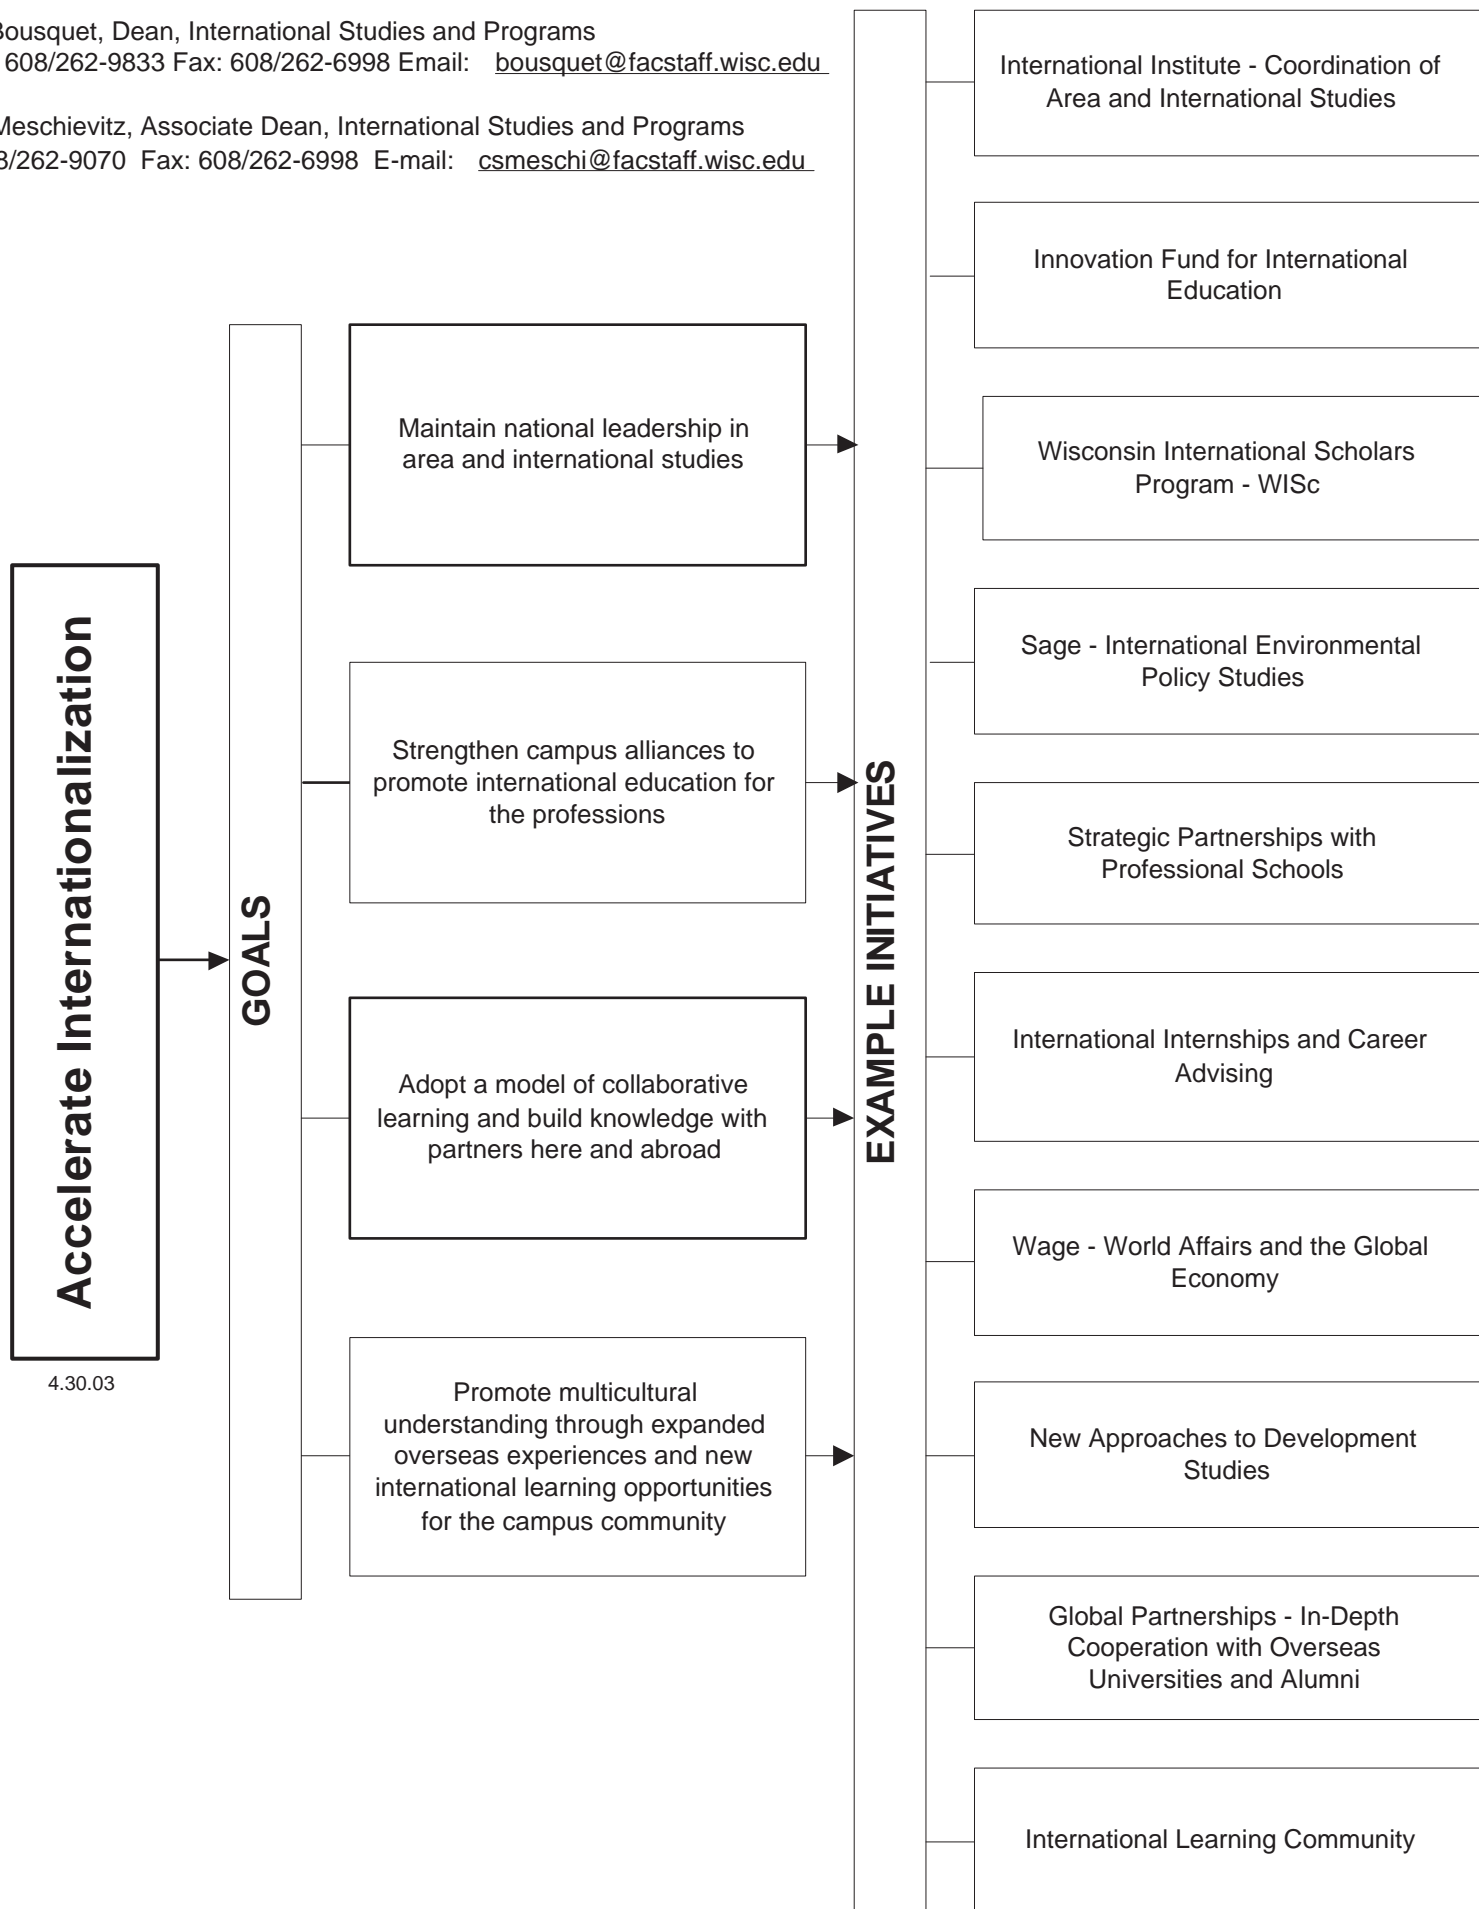 Bousquet, Dean, International Studies and Programs
608/262-9833 Fax: 608/262-6998 Email: bousquet@facstaff.wisc.edu
Meschievitz, Associate Dean, International Studies and Programs
8/262-9070 Fax: 608/262-6998 E-mail: csmeschi@facstaff.wisc.edu
Accelerate Internationalization
4.30.03
GOALS
Maintain national leadership in
area and international studies
Strengthen campus alliances to
promote international education for
the professions
Adopt a model of collaborative
learning and build knowledge with
partners here and abroad
Promote multicultural
understanding through expanded
overseas experiences and new
international learning opportunities
for the campus community
EXAMPLE INITIATIVES
International Institute - Coordination of
Area and International Studies
Innovation Fund for International
Education
Wisconsin International Scholars
Program - WISc
Sage - International Environmental
Policy Studies
Strategic Partnerships with
Professional Schools
International Internships and Career
Advising
Wage - World Affairs and the Global
Economy
New Approaches to Development
Studies
Global Partnerships - In-Depth
Cooperation with Overseas
Universities and Alumni
International Learning Community